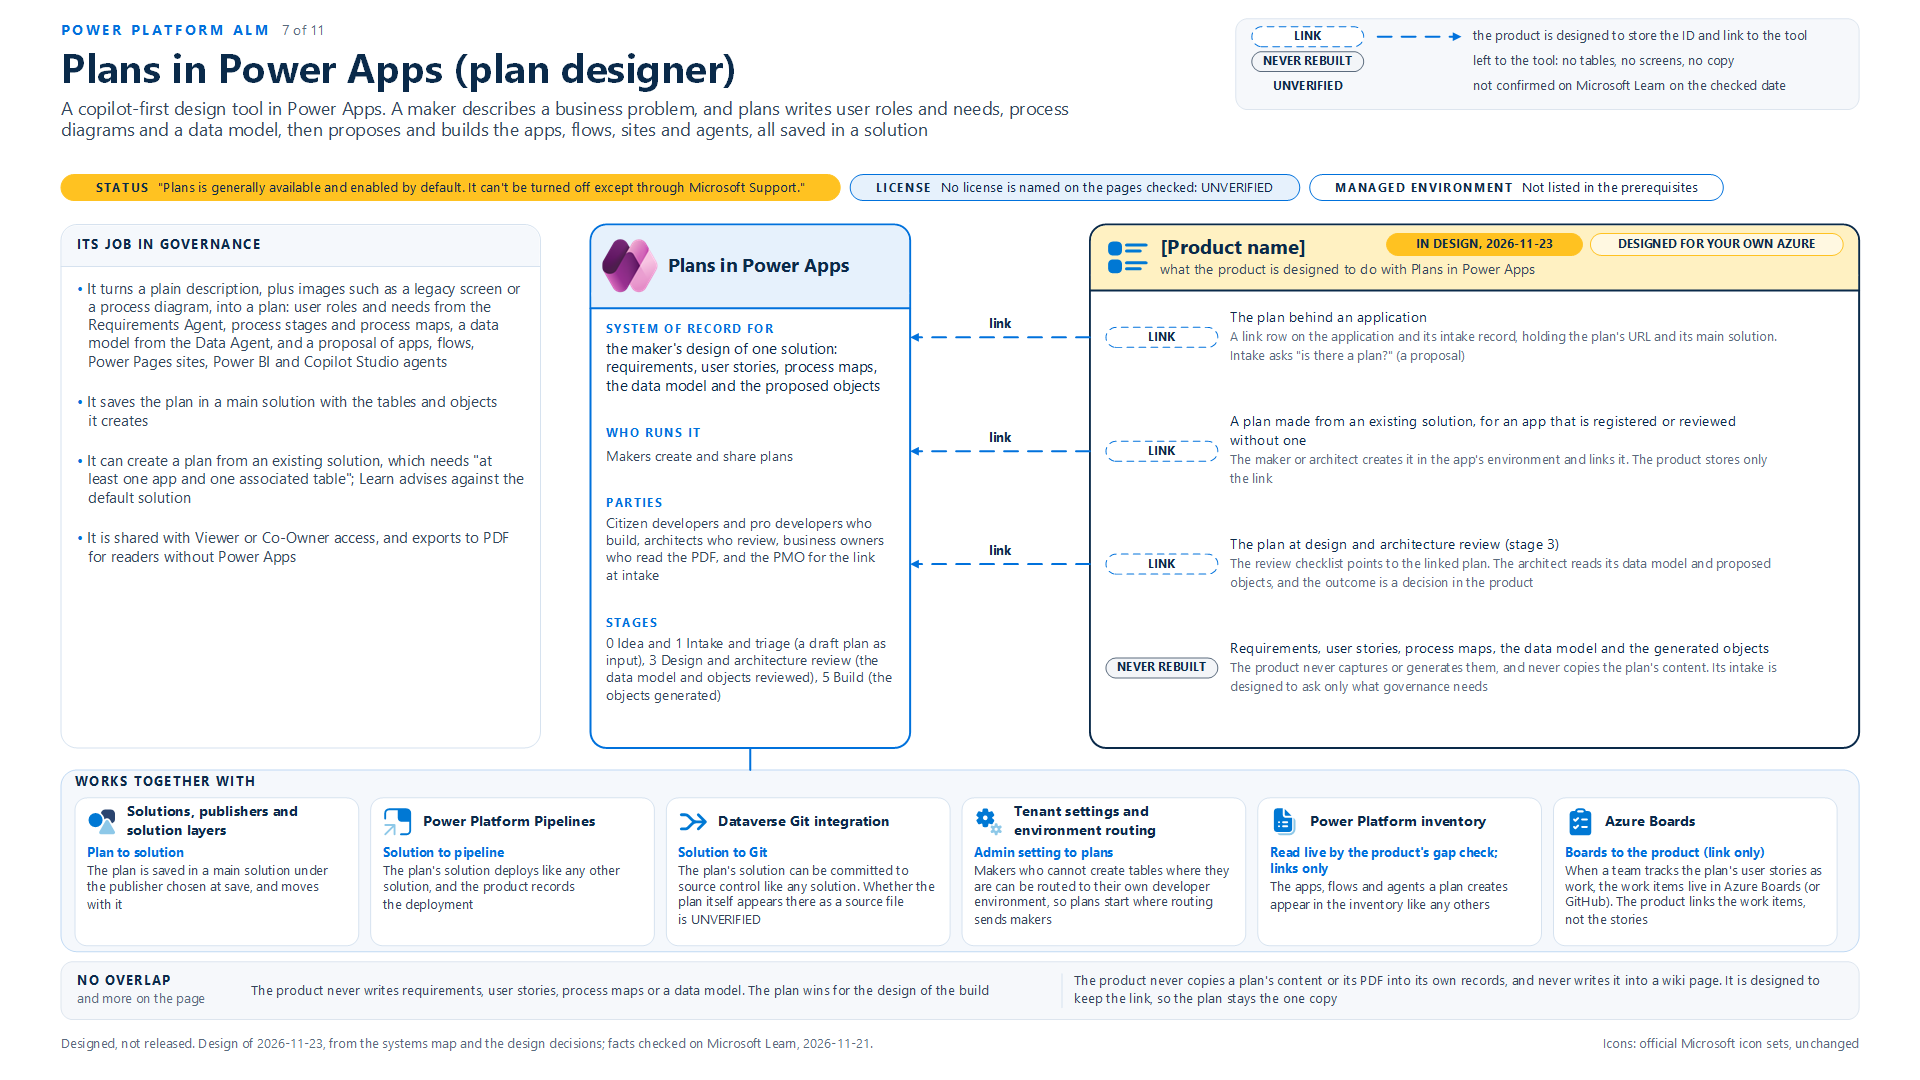 POWER PLATFORM ALM 7 of 11
Plans in Power Apps (plan designer)
A copilot-first design tool in Power Apps. A maker describes a business problem, and plans writes user roles and needs, process
diagrams and a data model, then proposes and builds the apps, flows, sites and agents, all saved in a solution
LINK the product is designed to store the ID and link to the tool
NEVER REBUILT left to the tool: no tables, no screens, no copy
UNVERIFIED not confirmed on Microsoft Learn on the checked date
STATUS "Plans is generally available and enabled by default. It can't be turned off except through Microsoft Support."
LICENSE No license is named on the pages checked: UNVERIFIED
MANAGED ENVIRONMENT Not listed in the prerequisites
ITS JOB IN GOVERNANCE
• It turns a plain description, plus images such as a legacy screen or
a process diagram, into a plan: user roles and needs from the
Requirements Agent, process stages and process maps, a data
model from the Data Agent, and a proposal of apps, flows,
Power Pages sites, Power BI and Copilot Studio agents
• It saves the plan in a main solution with the tables and objects
it creates
• It can create a plan from an existing solution, which needs "at
least one app and one associated table"; Learn advises against the
default solution
• It is shared with Viewer or Co-Owner access, and exports to PDF
for readers without Power Apps
Plans in Power Apps
SYSTEM OF RECORD FOR
the maker's design of one solution:
requirements, user stories, process maps,
the data model and the proposed objects
WHO RUNS IT
Makers create and share plans
PARTIES
Citizen developers and pro developers who
build, architects who review, business owners
who read the PDF, and the PMO for the link
at intake
STAGES
0 Idea and 1 Intake and triage (a draft plan as
input), 3 Design and architecture review (the
data model and objects reviewed), 5 Build (the
objects generated)
link
link
link
[Product name]
IN DESIGN, 2026-11-23
DESIGNED FOR YOUR OWN AZURE
what the product is designed to do with Plans in Power Apps
LINK
The plan behind an application
A link row on the application and its intake record, holding the plan's URL and its main solution.
Intake asks "is there a plan?" (a proposal)
LINK
A plan made from an existing solution, for an app that is registered or reviewed
without one
The maker or architect creates it in the app's environment and links it. The product stores only
the link
LINK
The plan at design and architecture review (stage 3)
The review checklist points to the linked plan. The architect reads its data model and proposed
objects, and the outcome is a decision in the product
NEVER REBUILT
Requirements, user stories, process maps, the data model and the generated objects
The product never captures or generates them, and never copies the plan's content. Its intake is
designed to ask only what governance needs
WORKS TOGETHER WITH
Solutions, publishers and
solution layers
Plan to solution
The plan is saved in a main solution under
the publisher chosen at save, and moves
with it
Power Platform Pipelines
Solution to pipeline
The plan's solution deploys like any other
solution, and the product records
the deployment
Dataverse Git integration
Solution to Git
The plan's solution can be committed to
source control like any solution. Whether the
plan itself appears there as a source file
is UNVERIFIED
Tenant settings and
environment routing
Admin setting to plans
Makers who cannot create tables where they
are can be routed to their own developer
environment, so plans start where routing
sends makers
Power Platform inventory
Read live by the product's gap check;
links only
The apps, flows and agents a plan creates
appear in the inventory like any others
Azure Boards
Boards to the product (link only)
When a team tracks the plan's user stories as
work, the work items live in Azure Boards (or
GitHub). The product links the work items,
not the stories
NO OVERLAP
and more on the page
The product never writes requirements, user stories, process maps or a data model. The plan wins for the design of the build
The product never copies a plan's content or its PDF into its own records, and never writes it into a wiki page. It is designed to
keep the link, so the plan stays the one copy
Designed, not released. Design of 2026-11-23, from the systems map and the design decisions; facts checked on Microsoft Learn, 2026-11-21.
Icons: official Microsoft icon sets, unchanged